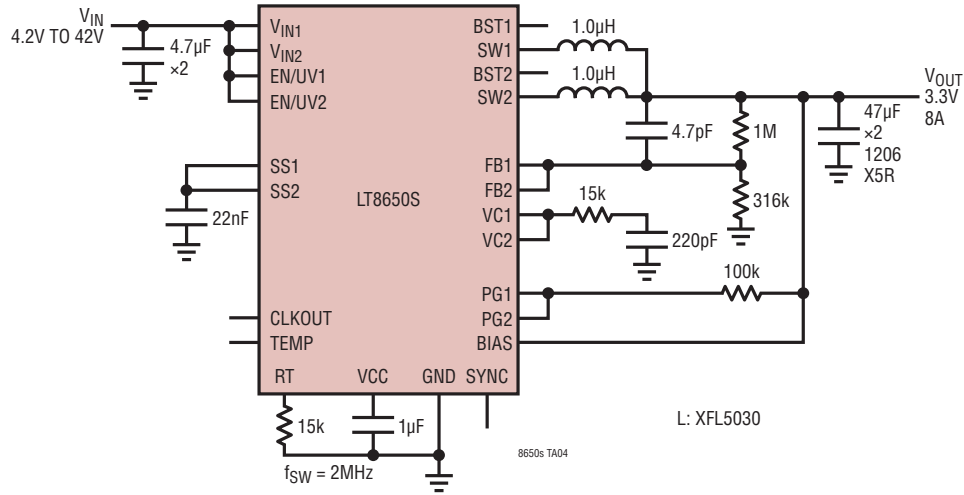 VIN
4.2V TO 42V
4.7µF
×2
VIN1
VIN2
EN/UV1
EN/UV2
SS1
SS2
22nF
CLKOUT
TEMP
RT
VCC
GND
SYNC
LT8650S
BST1
SW1
BST2
SW2
FB1
FB2
VC1
VC2
PG1
PG2
BIAS
1.0µH
1.0µH
4.7pF
1M
316k
15k
220pF
100k
VOUT
3.3V
8A
47µF
×2
1206
X5R
15k
1µF
fSW = 2MHz
8650s TA04
L: XFL5030